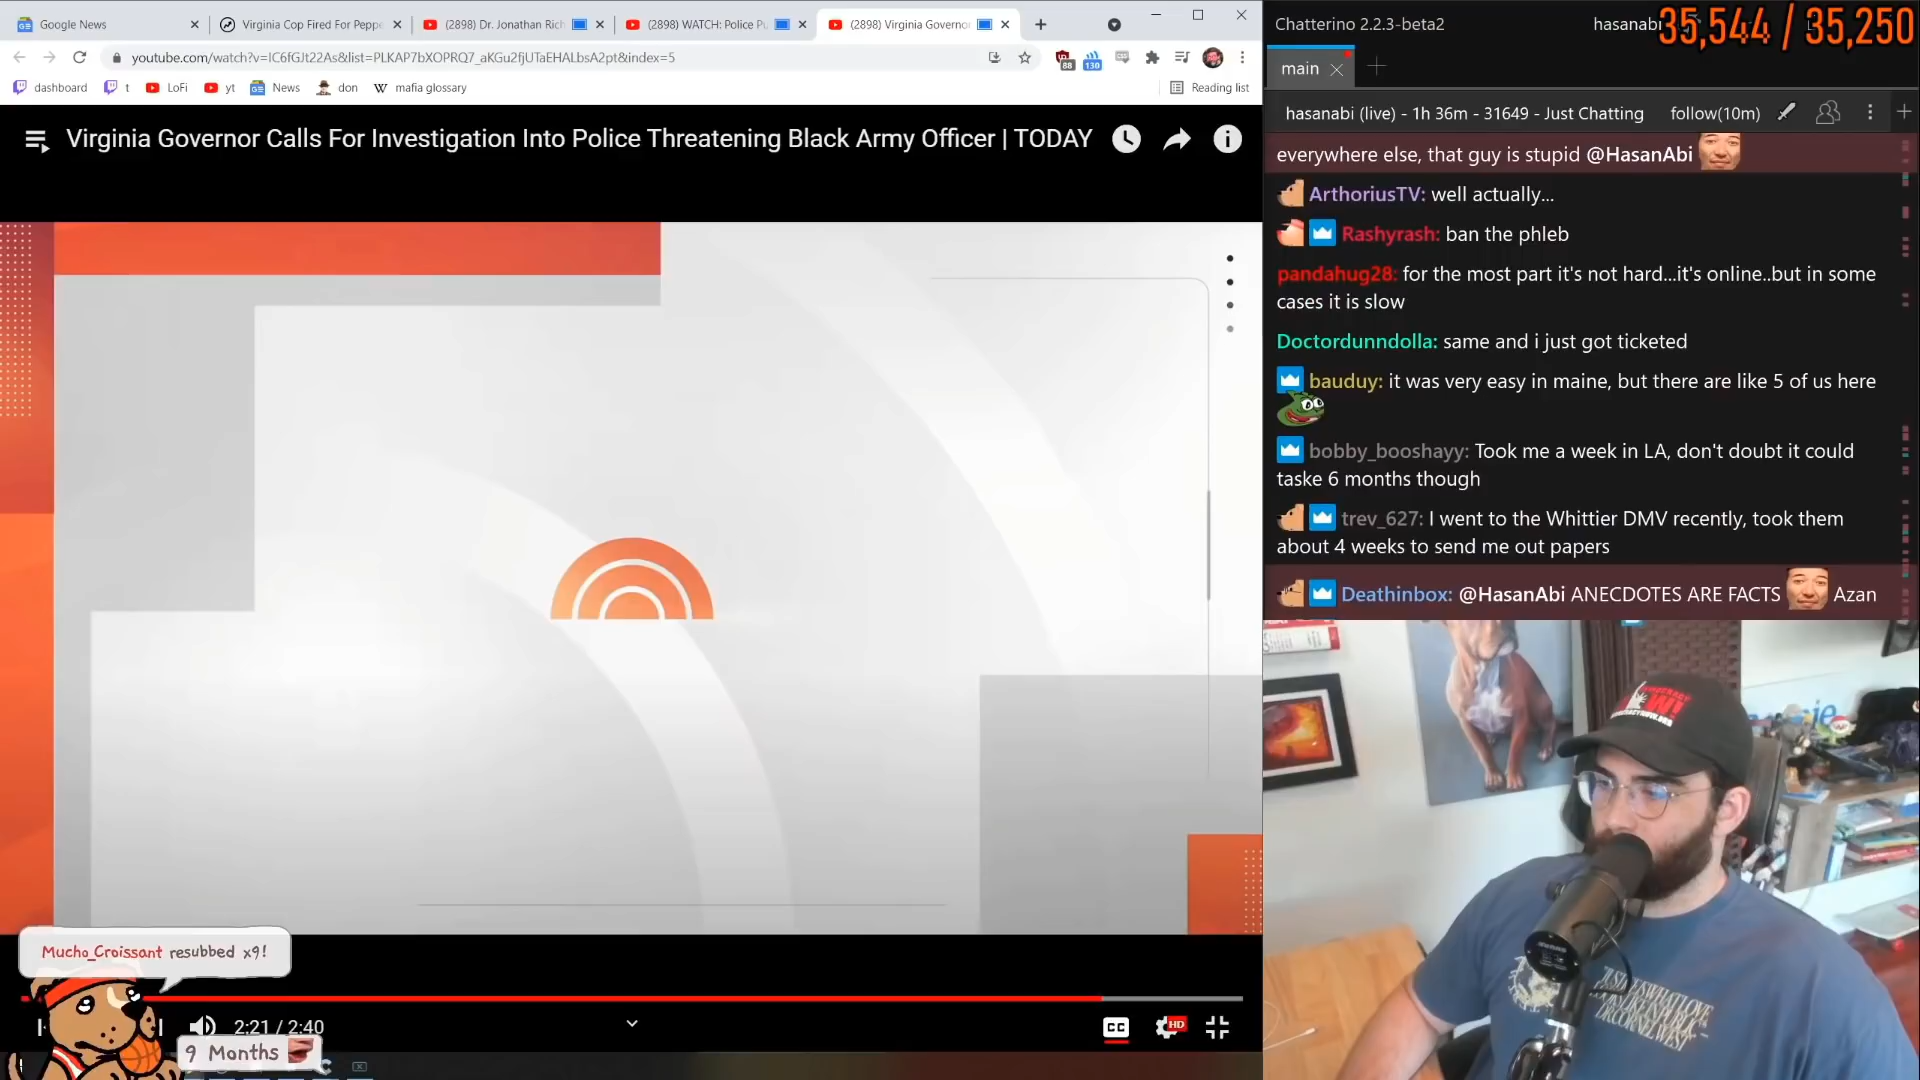 Google News
Virginia Cop Fired For Peppe
(2898) Dr. Jonathan Rich
(2898) WATCH: Police Pu
(2898) Virginia Governor
youtube.com/watch?v=IC6fGJt22As&list=PLKAP7bXOPRQ7_aKGu2fjUTaEHALbsA2pt&index=5
88
130
dashboard
t
LoFi
yt
News
don
mafia glossary
Reading list
Virginia Governor Calls For Investigation Into Police Threatening Black Army Officer | TODAY
Mucho_Croissant resubbed x9!
9 Months
2:21 / 2:40
CC
HD
Chatterino 2.2.3-beta2
hasanabi
35,544 / 35,250
main
hasanabi (live) - 1h 36m - 31649 - Just Chatting
follow(10m)
everywhere else, that guy is stupid @HasanAbi
ArthoriusTV: well actually...
Rashyrash: ban the phleb
pandahug28: for the most part it's not hard...it's online..but in some
cases it is slow
Doctordunndolla: same and i just got ticketed
bauduy: it was very easy in maine, but there are like 5 of us here
bobby_booshayy: Took me a week in LA, don't doubt it could
taske 6 months though
trev_627: I went to the Whittier DMV recently, took them
about 4 weeks to send me out papers
Deathinbox: @HasanAbi ANECDOTES ARE FACTS Azan